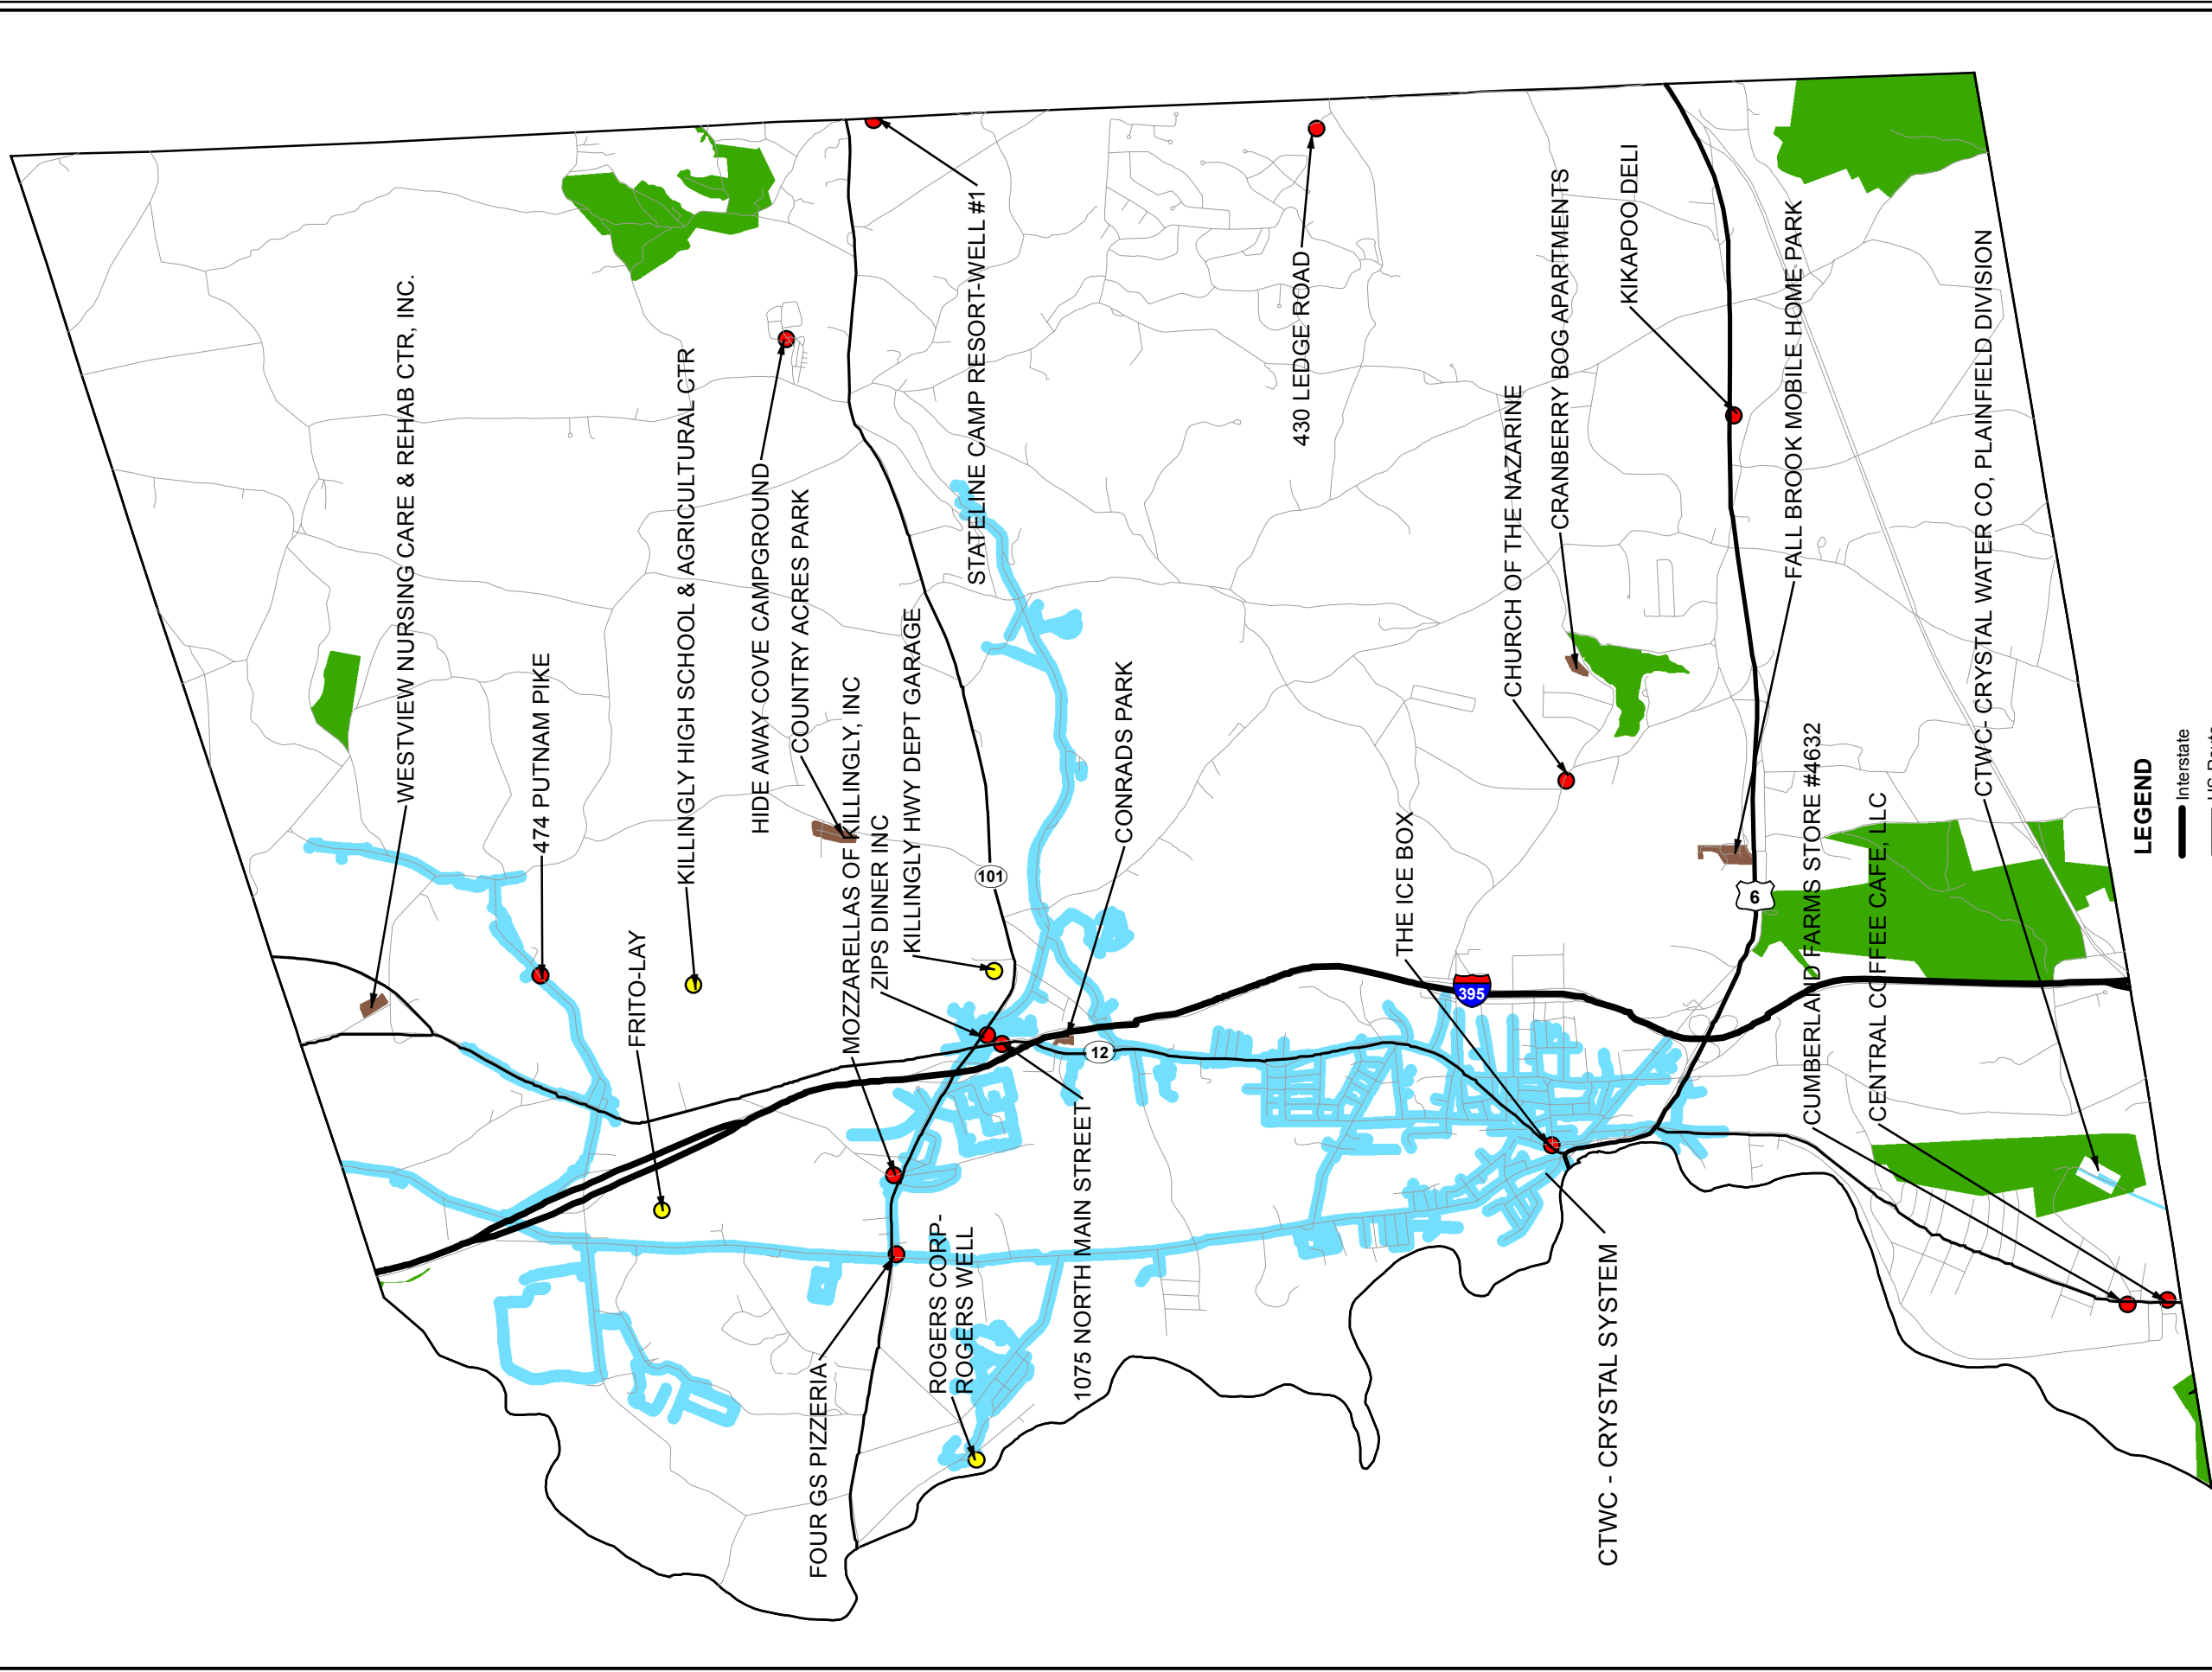 WESTVIEW NURSING CARE & REHAB CTR, INC.
474 PUTNAM PIKE
FRITO-LAY
KILLINGLY HIGH SCHOOL & AGRICULTURAL CTR
HIDE AWAY COVE CAMPGROUND
COUNTRY ACRES PARK
FOUR GS PIZZERIA
MOZZARELLAS OF KILLINGLY, INC
ZIPS DINER INC
KILLINGLY HWY DEPT GARAGE
ROGERS CORP-
ROGERS WELL
STATELINE CAMP RESORT-WELL #1
101
1075 NORTH MAIN STREET
12
CONRADS PARK
430 LEDGE ROAD
THE ICE BOX
395
CHURCH OF THE NAZARINE
CRANBERRY BOG APARTMENTS
CTWC - CRYSTAL SYSTEM
KIKAPOO DELI
6
FALL BROOK MOBILE HOME PARK
CUMBERLAND FARMS STORE #4632
CENTRAL COFFEE CAFE, LLC
CTWC- CRYSTAL WATER CO, PLAINFIELD DIVISION
LEGEND
Interstate